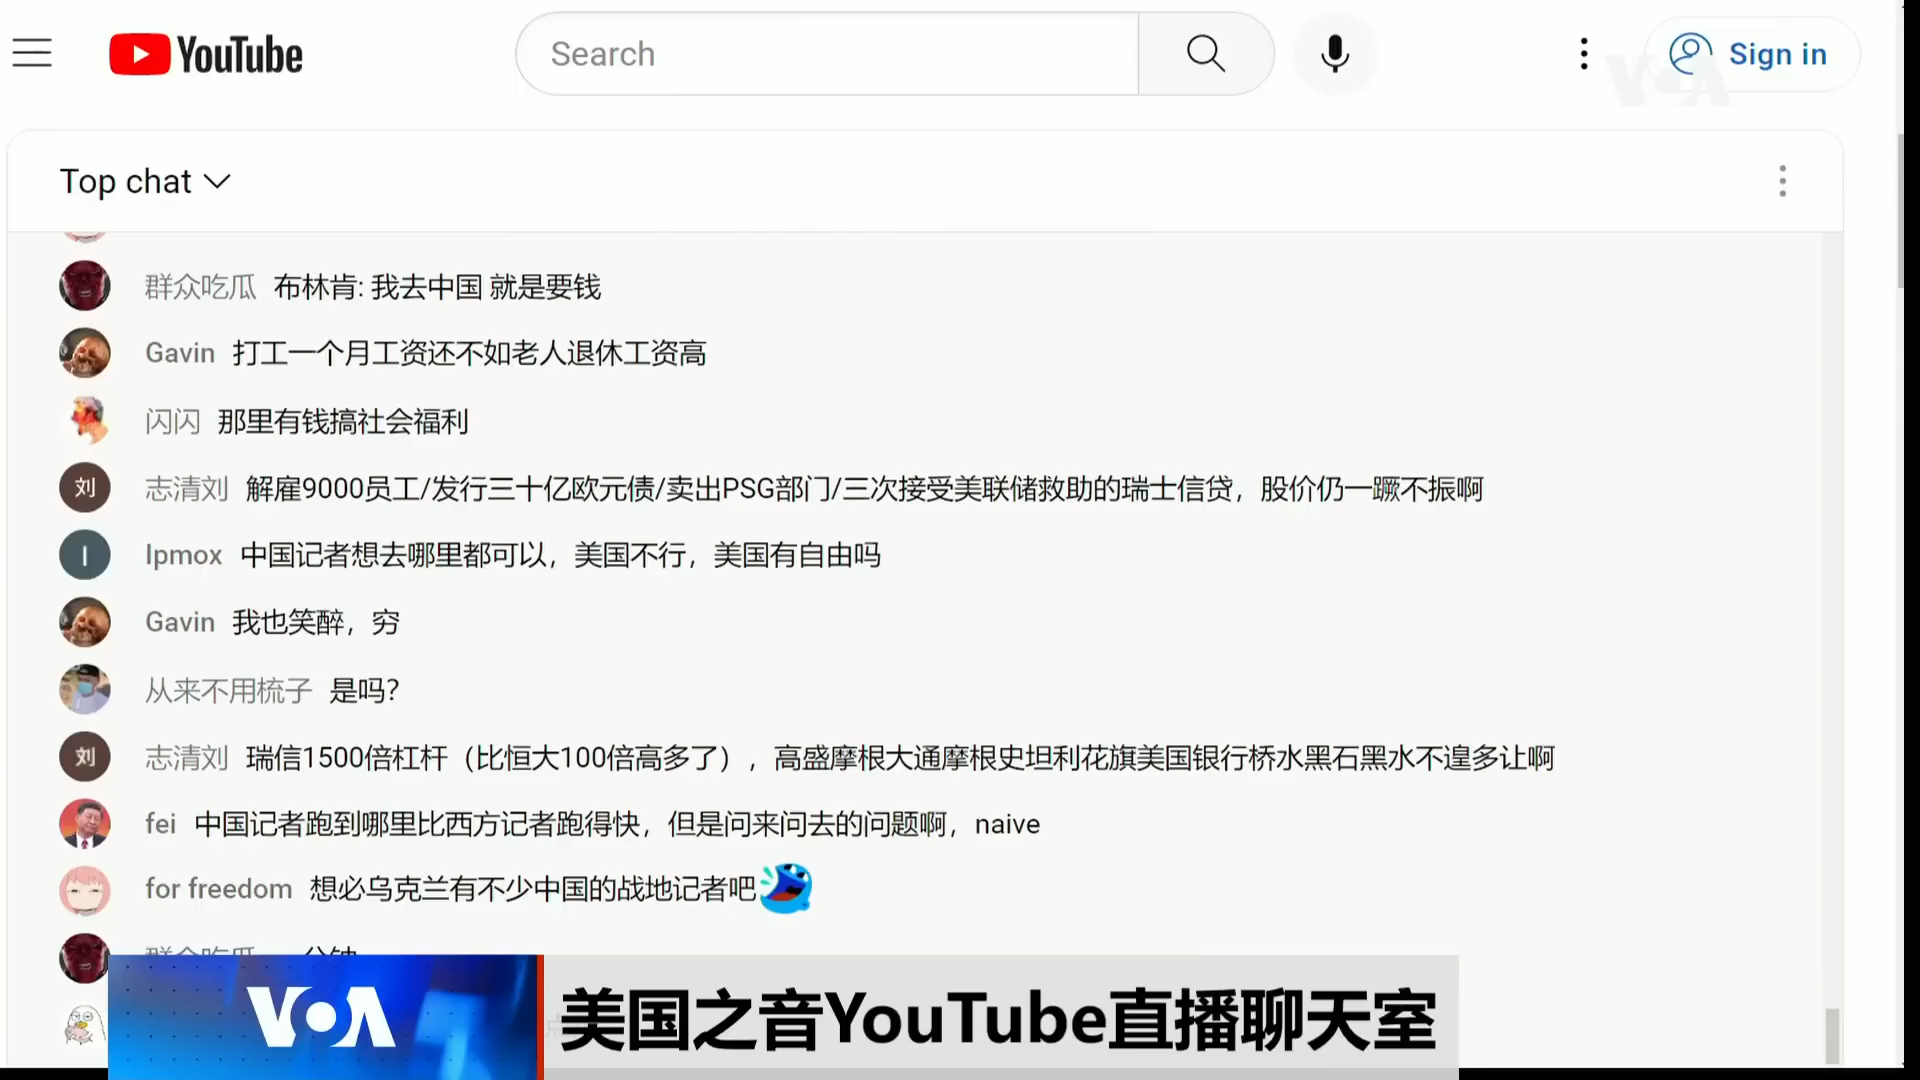 YouTube
Search
Sign in
VOA
Top chat
群众吃瓜 布林肯: 我去中国 就是要钱
Gavin 打工一个月工资还不如老人退休工资高
闪闪 那里有钱搞社会福利
刘 志清刘 解雇9000员工/发行三十亿欧元债/卖出PSG部门/三次接受美联储救助的瑞士信贷，股价仍一蹶不振啊
I Ipmox 中国记者想去哪里都可以，美国不行，美国有自由吗
Gavin 我也笑醉，穷
从来不用梳子 是吗？
刘 志清刘 瑞信1500倍杠杆（比恒大100倍高多了），高盛摩根大通摩根史坦利花旗美国银行桥水黑石黑水不遑多让啊
fei 中国记者跑到哪里比西方记者跑得快，但是问来问去的问题啊，naive
for freedom 想必乌克兰有不少中国的战地记者吧
群众吃瓜 一分钟
VOA 美国之音YouTube直播聊天室